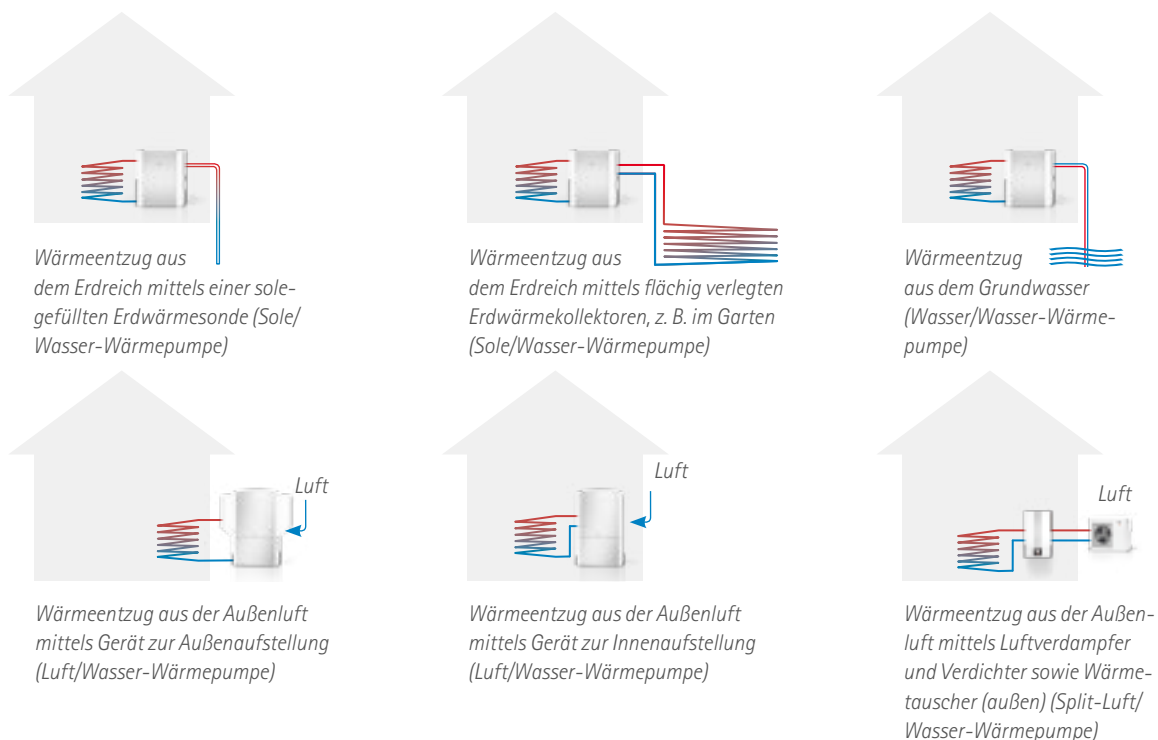 Wärmeentzug aus
dem Erdreich mittels einer sole-
gefüllten Erdwärmesonde (Sole/
Wasser-Wärmepumpe)
Wärmeentzug aus
dem Erdreich mittels flächig verlegten
Erdwärmekollektoren, z. B. im Garten
(Sole/Wasser-Wärmepumpe)
Wärmeentzug
aus dem Grundwasser
(Wasser/Wasser-Wärme-
pumpe)
Luft
Wärmeentzug aus der Außenluft
mittels Gerät zur Außenaufstellung
(Luft/Wasser-Wärmepumpe)
Luft
Wärmeentzug aus der Außenluft
mittels Gerät zur Innenaufstellung
(Luft/Wasser-Wärmepumpe)
Luft
Wärmeentzug aus der Außen-
luft mittels Luftverdampfer
und Verdichter sowie Wärme-
tauscher (außen) (Split-Luft/
Wasser-Wärmepumpe)